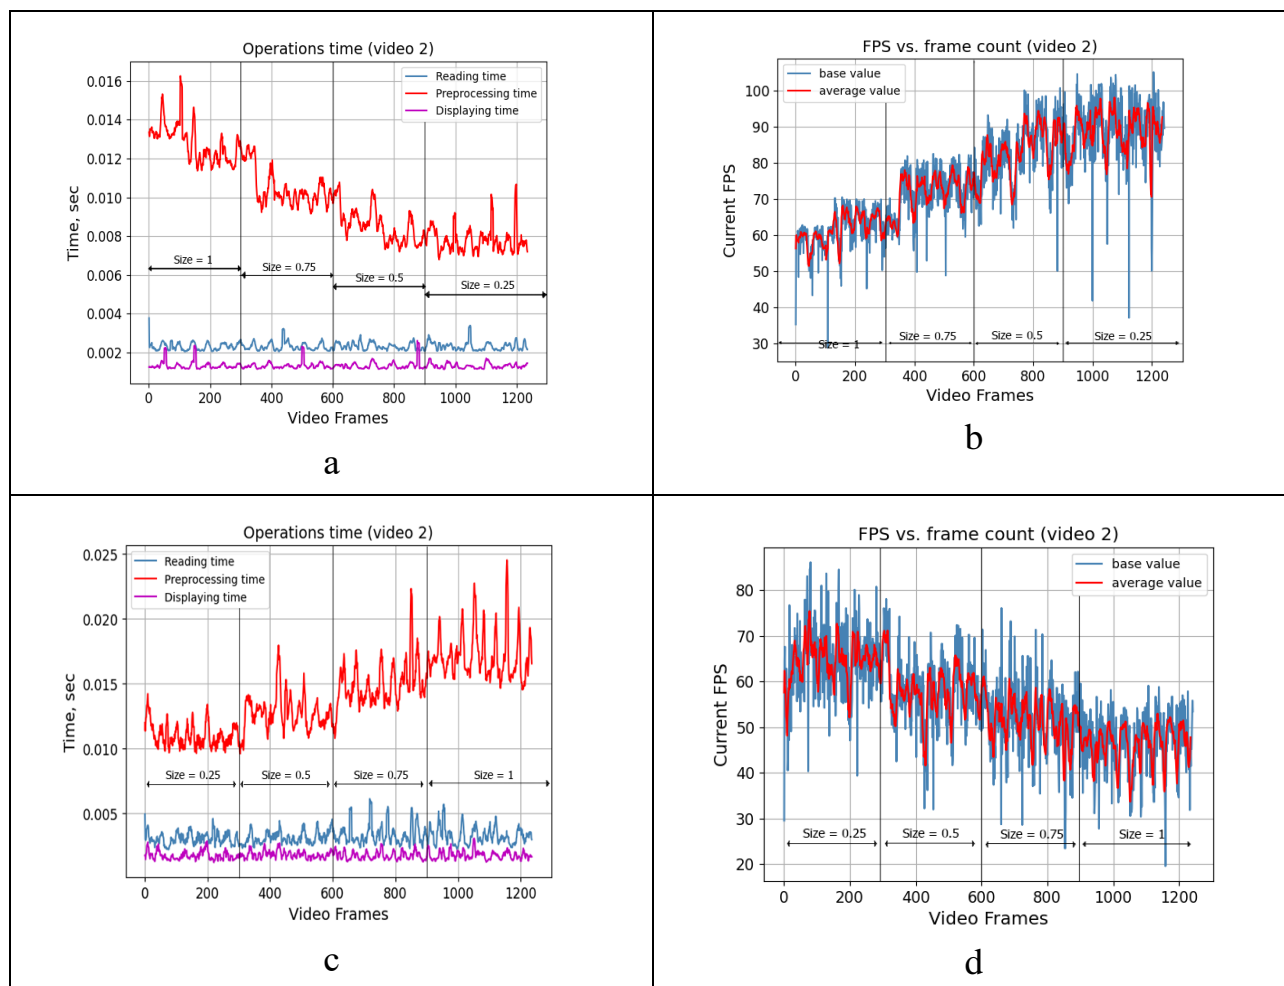 Operations time (video 2)
Reading time
Preprocessing time
Displaying time
0.016
0.014
0.012
0.010
0.008
0.006
0.004
0.002
Time, sec
Size = 1
Size = 0.75
Size = 0.5
Size = 0.25
0 200 400 600 800 1000 1200
Video Frames
a
FPS vs. frame count (video 2)
base value
average value
100
90
80
70
60
50
40
30
Current FPS
Size = 1
Size = 0.75
Size = 0.5
Size = 0.25
0 200 400 600 800 1000 1200
Video Frames
b
Operations time (video 2)
Reading time
Preprocessing time
Displaying time
0.025
0.020
0.015
0.010
0.005
Time, sec
Size = 0.25
Size = 0.5
Size = 0.75
Size = 1
0 200 400 600 800 1000 1200
Video Frames
c
FPS vs. frame count (video 2)
base value
average value
80
70
60
50
40
30
20
Current FPS
Size = 0.25
Size = 0.5
Size = 0.75
Size = 1
0 200 400 600 800 1000 1200
Video Frames
d